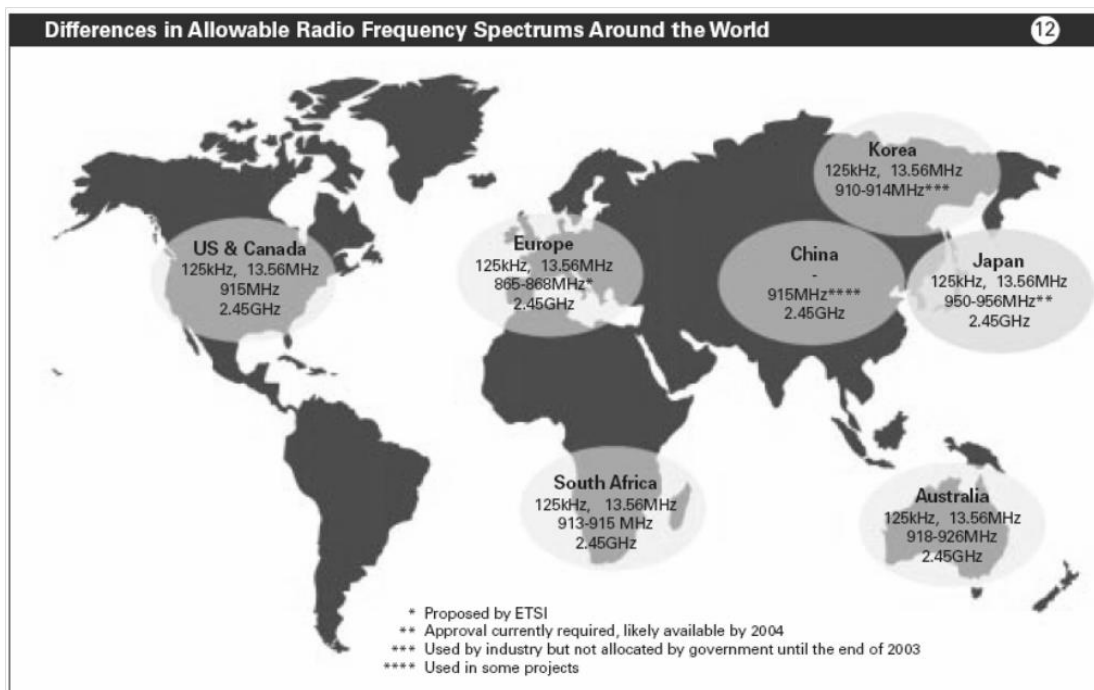 Differences in Allowable Radio Frequency Spectrums Around the World
12
Korea
125kHz, 13.56MHz
910-914MHz***
US & Canada
125kHz, 13.56MHz
915MHz
2.45GHz
Europe
125kHz, 13.56MHz
865-868MHz*
2.45GHz
China
-
915MHz****
2.45GHz
Japan
125kHz, 13.56MHz
950-956MHz**
2.45GHz
South Africa
125kHz, 13.56MHz
913-915 MHz
2.45GHz
Australia
125kHz, 13.56MHz
918-926MHz
2.45GHz
* Proposed by ETSI
** Approval currently required, likely available by 2004
*** Used by industry but not allocated by government until the end of 2003
**** Used in some projects